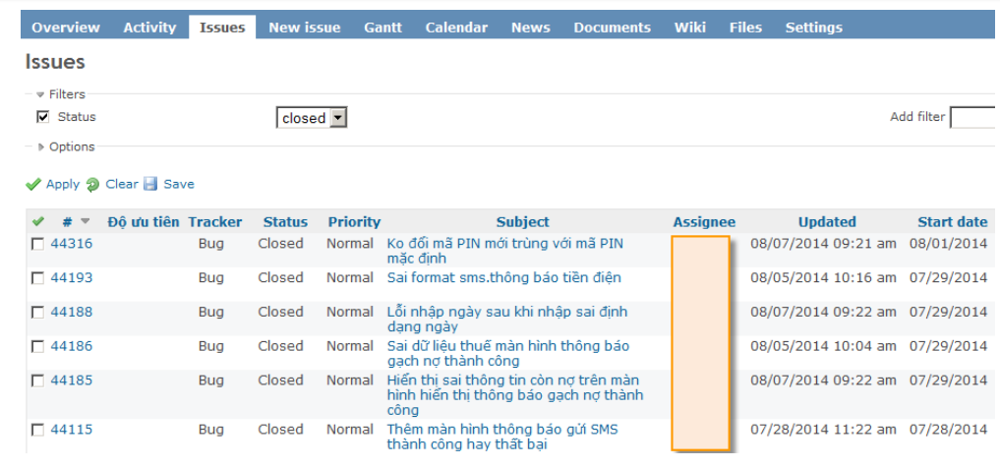 Overview Activity Issues New issue Gantt Calendar News Documents Wiki Files Settings
Issues
Filters
Status closed Add filter
Options
Apply Clear Save
# Độ ưu tiên Tracker Status Priority Subject Assignee Updated Start date
44316 Bug Closed Normal Ko đổi mã PIN mới trùng với mã PIN 08/07/2014 09:21 am 08/01/2014
mặc định
44193 Bug Closed Normal Sai format sms.thông báo tiền điện 08/05/2014 10:16 am 07/29/2014
44188 Bug Closed Normal Lỗi nhập ngày sau khi nhập sai định 08/07/2014 09:22 am 07/29/2014
dạng ngày
44186 Bug Closed Normal Sai dữ liệu thuế màn hình thông báo 08/05/2014 10:04 am 07/29/2014
gạch nợ thành công
44185 Bug Closed Normal Hiển thị sai thông tin còn nợ trên màn 08/07/2014 09:22 am 07/29/2014
hình hiển thị thông báo gạch nợ thành
công
44115 Bug Closed Normal Thêm màn hình thông báo gửi SMS 07/28/2014 11:22 am 07/28/2014
thành công hay thất bại